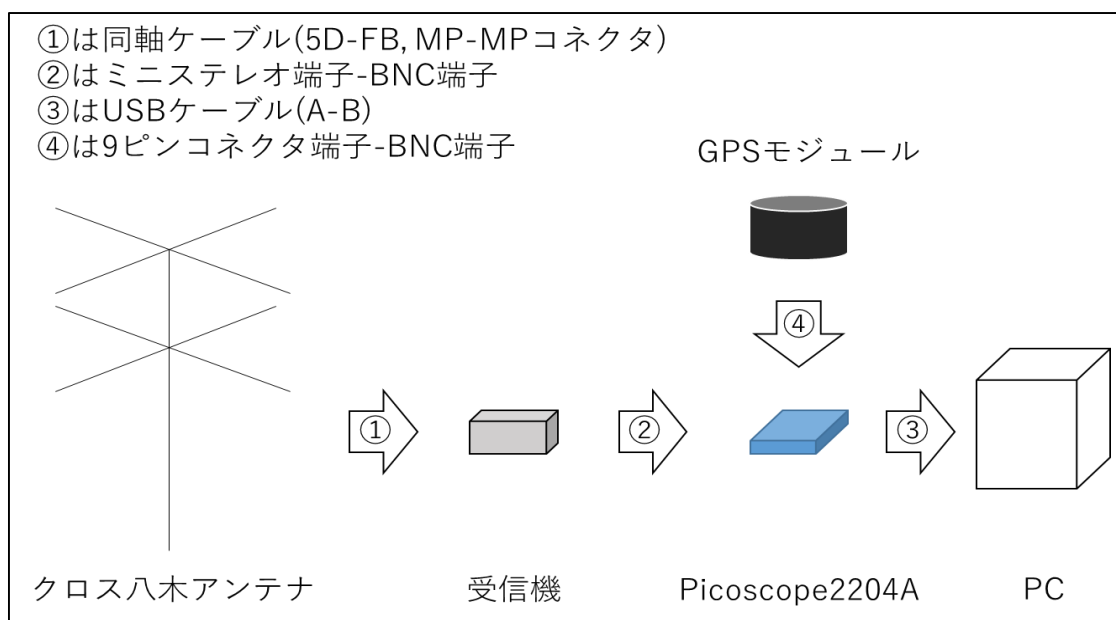 ①は同軸ケーブル(5D-FB, MP-MPコネクタ)
②はミニステレオ端子-BNC端子
③はUSBケーブル(A-B)
④は9ピンコネクタ端子-BNC端子
GPSモジュール
④
①
②
③
クロス八木アンテナ
受信機
Picoscope2204A
PC